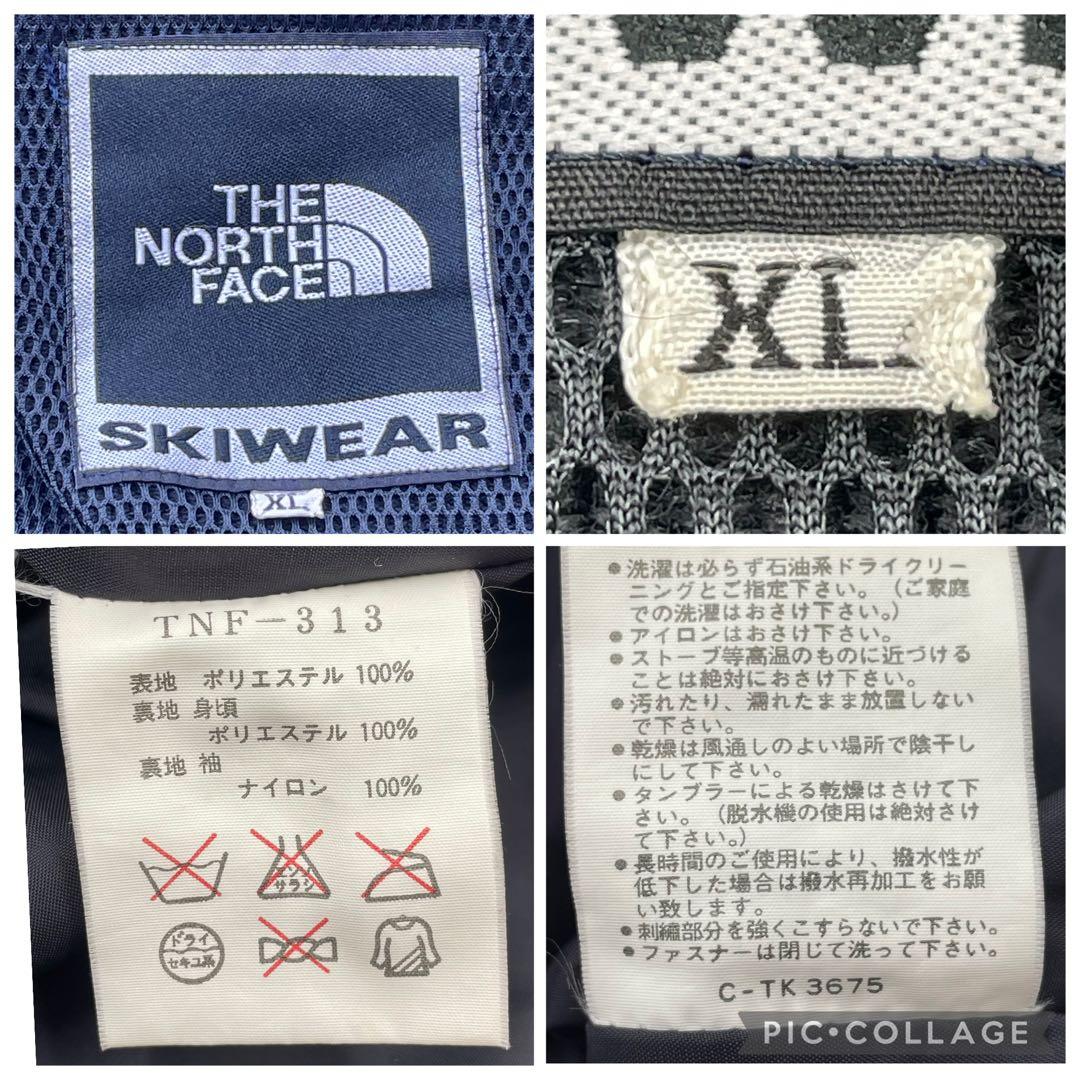 THE
NORTH
FACE
SKIWEAR
XL
XL
TNF-313
表地 ポリエステル 100%
裏地 身頃
ポリエステル 100%
裏地 袖
ナイロン 100%
エンソ
サラシ
ドライ
セキユ系
●洗濯は必らず石油系ドライクリー
ニングとご指定下さい。(ご家庭
での洗濯はおさけ下さい。)
●アイロンはおさけ下さい。
●ストーブ等高温のものに近づける
ことは絶対におさけ下さい。
●汚れたり、濡れたまま放置しない
で下さい。
●乾燥は風通しのよい場所で陰干し
にして下さい。
●タンブラーによる乾燥はさけて下
さい。(脱水機の使用は絶対さけ
て下さい。)
●長時間のご使用により、撥水性が
低下した場合は撥水再加工をお願
い致します。
●刺繍部分を強くこすらないで下さい。
●ファスナーは閉じて洗って下さい。
C-TK 3675
PIC•COLLAGE